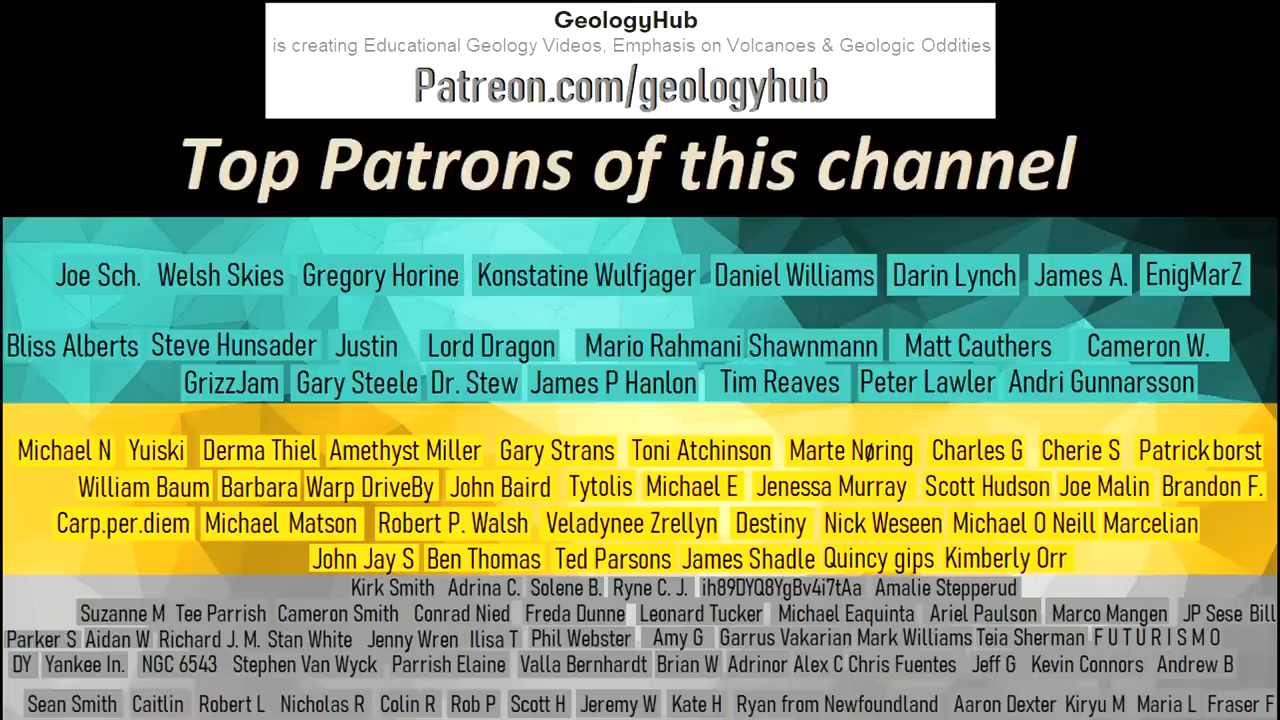 GeologyHub
is creating Educational Geology Videos, Emphasis on Volcanoes & Geologic Oddities
Patreon.com/geologyhub
Top Patrons of this channel
Joe Sch. Welsh Skies Gregory Horine Konstatine Wulfjager Daniel Williams Darin Lynch James A. EnigMarZ
Bliss Alberts Steve Hunsader Justin Lord Dragon Mario Rahmani Shawnmann Matt Cauthers Cameron W.
GrizzJam Gary Steele Dr. Stew James P Hanlon Tim Reaves Peter Lawler Andri Gunnarsson
Michael N Yuiski Derma Thiel Amethyst Miller Gary Strans Toni Atchinson Marte Nøring Charles G Cherie S Patrick borst
William Baum Barbara Warp DriveBy John Baird Tytolis Michael E Jenessa Murray Scott Hudson Joe Malin Brandon F.
Carp.per.diem Michael Matson Robert P. Walsh Veladynee Zrellyn Destiny Nick Weseen Michael O Neill Marcelian
John Jay S Ben Thomas Ted Parsons James Shadle Quincy gips Kimberly Orr
Kirk Smith Adrina C. Solene B. Ryne C. J. ih89DYQ8YgBv4i7tAa Amalie Stepperud
Suzanne M Tee Parrish Cameron Smith Conrad Nied Freda Dunne Leonard Tucker Michael Eaquinta Ariel Paulson Marco Mangen JP Sese Bill
Parker S Aidan W Richard J. M. Stan White Jenny Wren Ilisa T Phil Webster Amy G Garrus Vakarian Mark Williams Teia Sherman F U T U R I S M O
DY Yankee In. NGC 6543 Stephen Van Wyck Parrish Elaine Valla Bernhardt Brian W Adrinor Alex C Chris Fuentes Jeff G Kevin Connors Andrew B
Sean Smith Caitlin Robert L Nicholas R Colin R Rob P Scott H Jeremy W Kate H Ryan from Newfoundland Aaron Dexter Kiryu M Maria L Fraser F